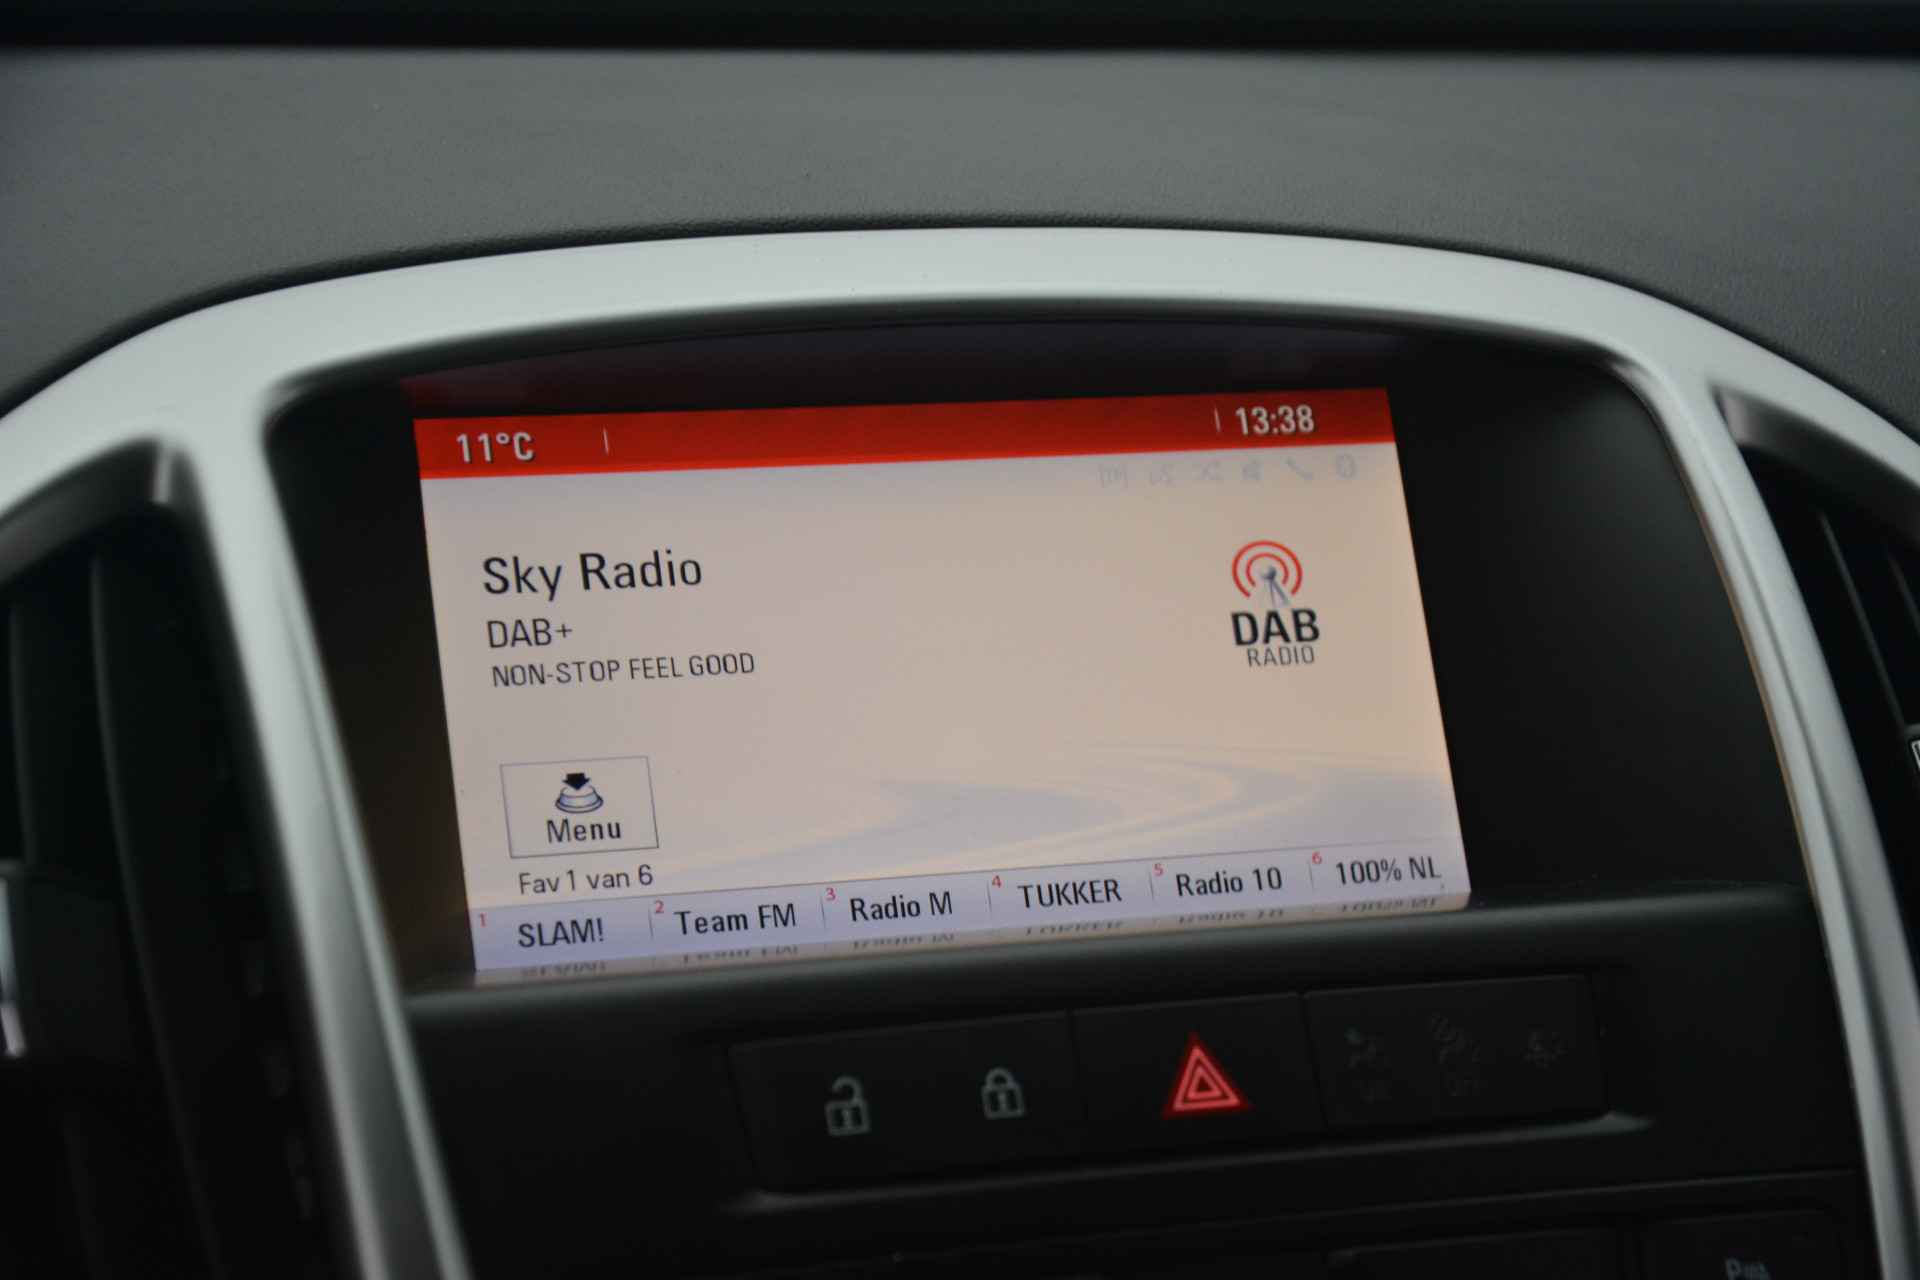 11°C 13:38
Sky Radio
DAB+
NON-STOP FEEL GOOD
DAB
RADIO
Menu
Fav 1 van 6
1 SLAM! 2 Team FM 3 Radio M 4 TUKKER 5 Radio 10 6 100% NL